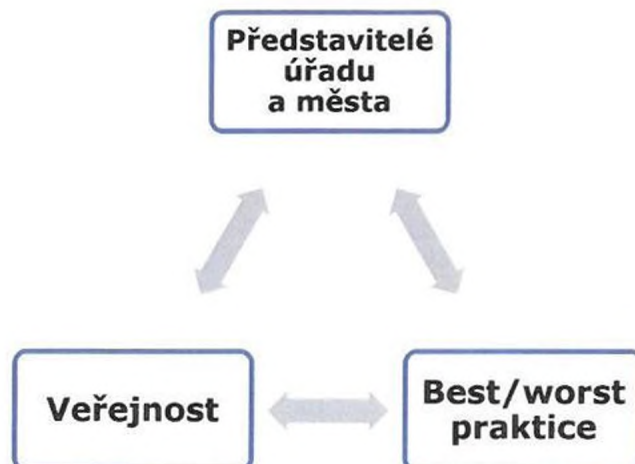 Představitelé
úřadu
a města
Veřejnost
Best/worst
praktice